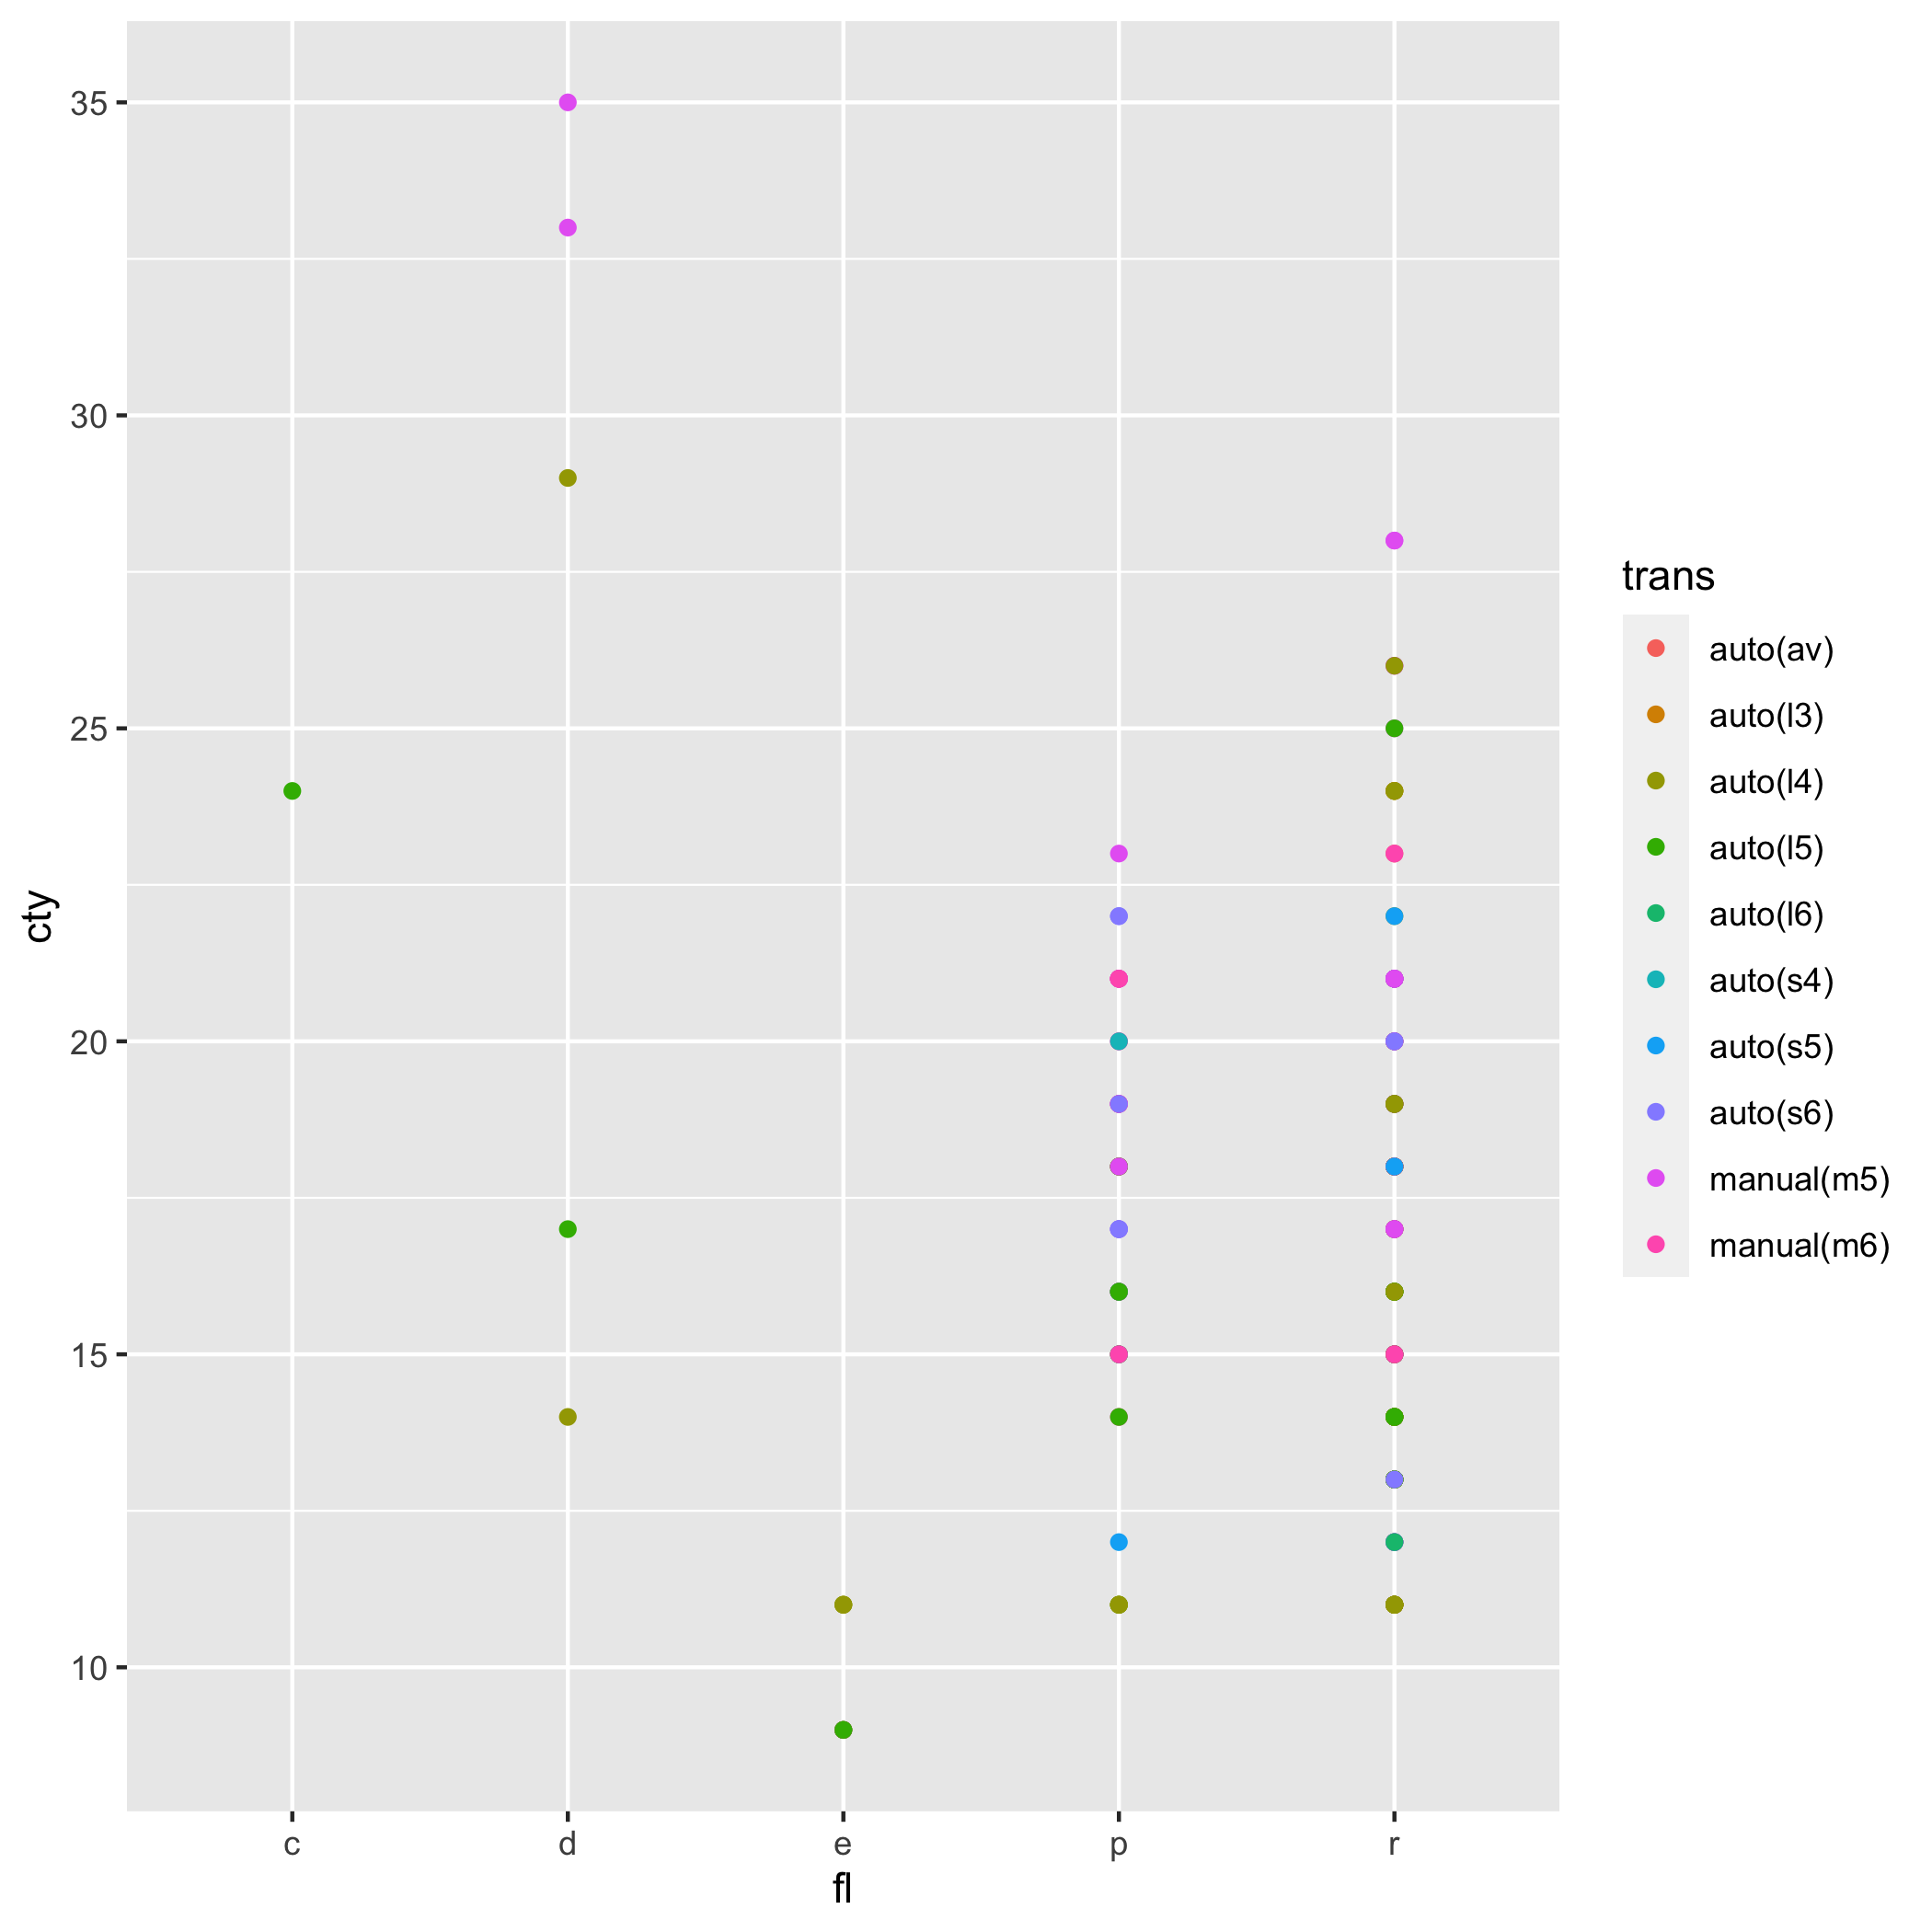 35
30
25
20
15
10
cty
c d e p r
fl
trans
auto(av)
auto(l3)
auto(l4)
auto(l5)
auto(l6)
auto(s4)
auto(s5)
auto(s6)
manual(m5)
manual(m6)